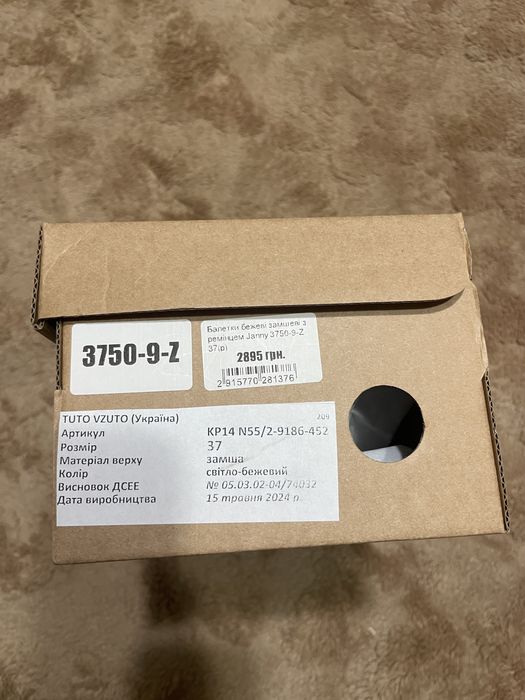 3750-9-Z
Балетки бежеві замшеві з
ремінцем Janny 3750-9-Z
37(р)
2895 грн.
2 915770 281376
TUTO VZUTO (Україна)
209
Артикул КР14 N55/2-9186-452
Розмір 37
Матеріал верху замша
Колір світло-бежевий
Висновок ДСЕЕ № 05.03.02-04/74032
Дата виробництва 15 травня 2024 р